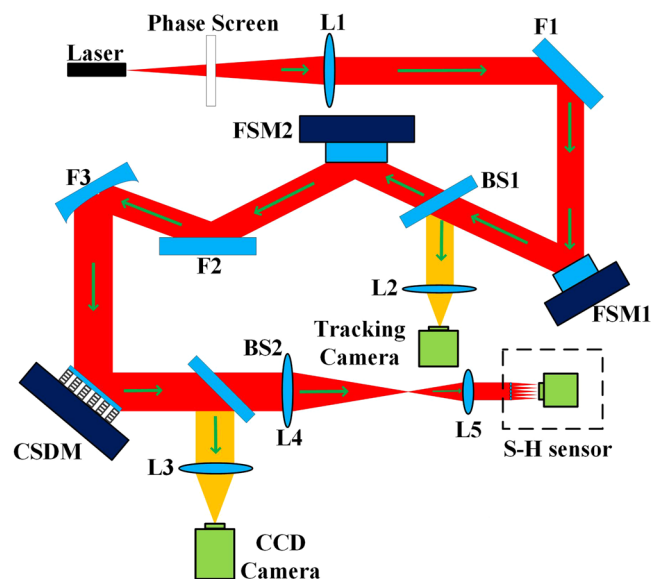 Phase Screen
L1
F1
Laser
FSM2
F3
BS1
F2
L2
FSM1
Tracking
Camera
BS2
L4
L5
CSDM
L3
S-H sensor
CCD
Camera